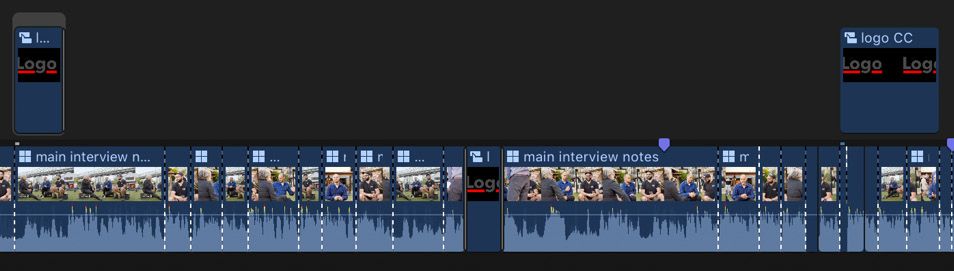 l...
Logo
logo CC
Logo Logo
main interview n...
...
...
main interview notes
Logo